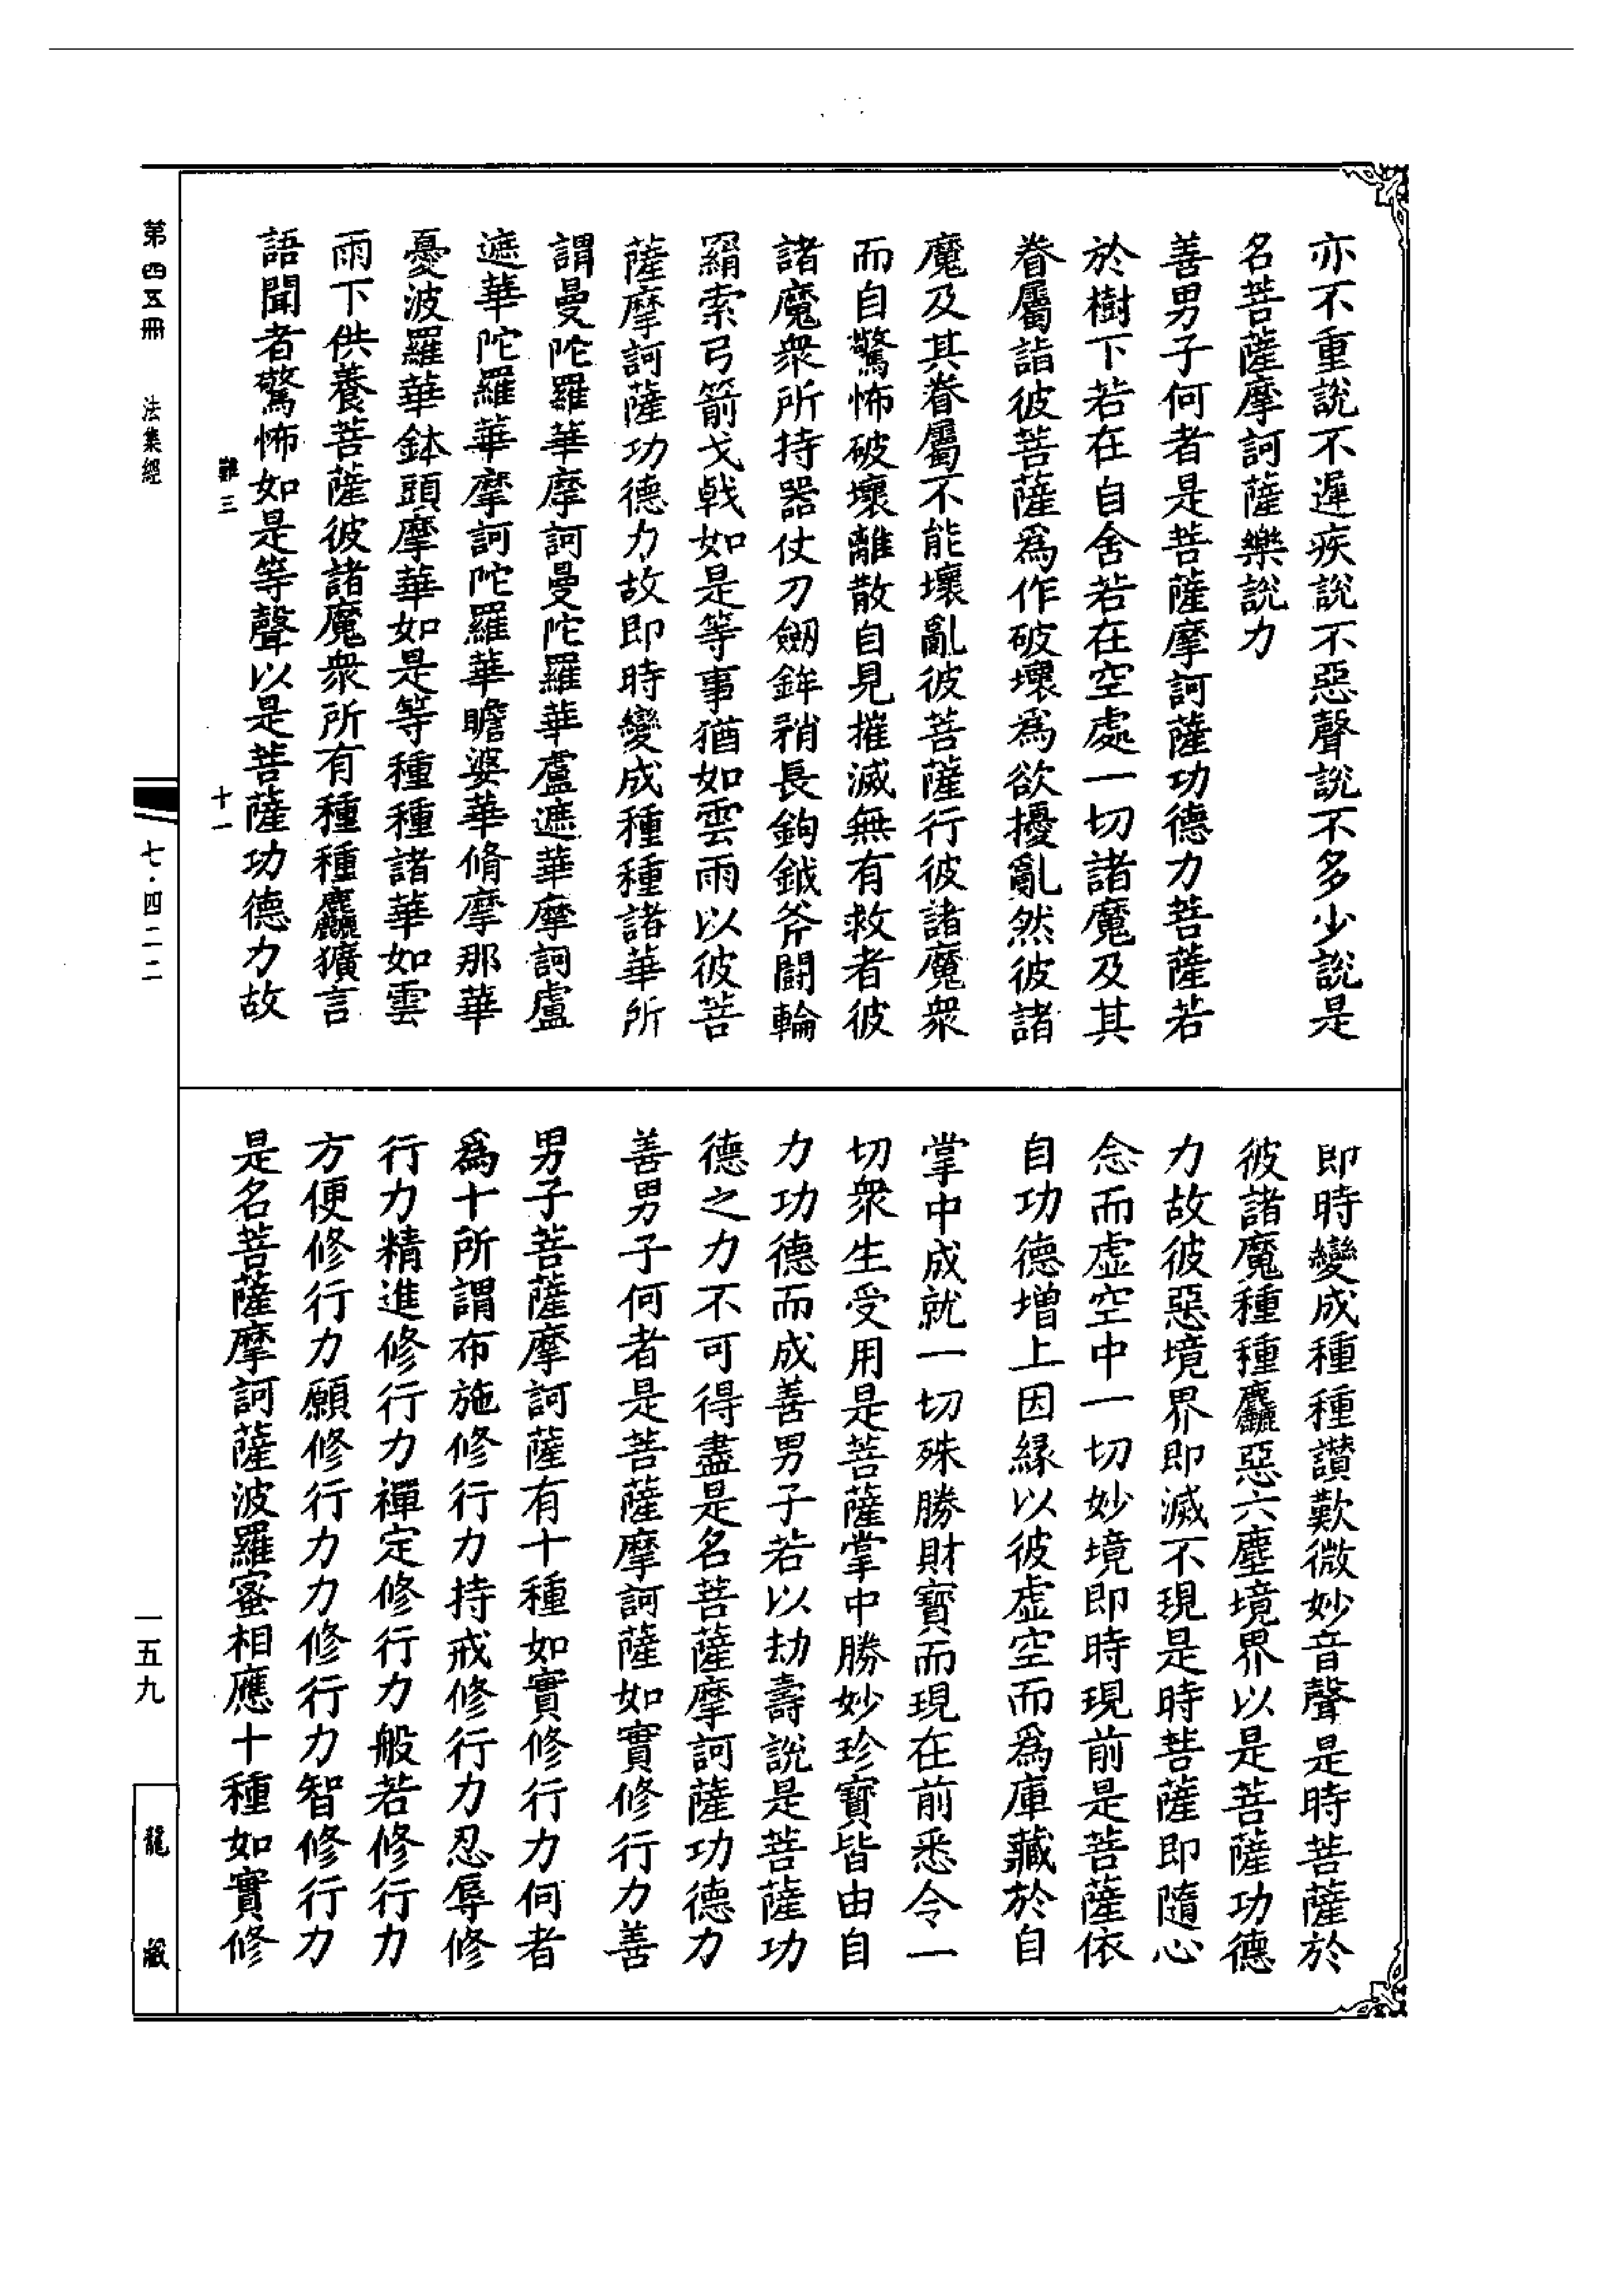 亦不重說不遲疾說不惡聲說不多少說是
名菩薩摩訶薩樂說力
善男子何者是菩薩摩訶薩功德力菩薩若
於樹下若在自舍若在空處一切諸魔及其
眷屬詣彼菩薩爲作破壞爲欲擾亂然彼諸
魔及其眷屬不能壞亂彼菩薩行彼諸魔衆
而自驚怖破壞離散自見摧滅無有救者彼
諸魔衆所持器仗刀劒鉾矟長鉤鉞斧鬪輪
羂索弓箭戈戟如是等事猶如雲雨以彼菩
薩摩訶薩功德力故即時變成種種諸華所
謂曼陀羅華摩訶曼陀羅華盧遮華摩訶盧
遮華陀羅華摩訶陀羅華瞻婆華脩摩那華
憂波羅華鉢頭摩華如是等種種諸華如雲
雨下供養菩薩彼諸魔衆所有種種麤獷言
語聞者驚怖如是等聲以是菩薩功德力故
難三
十一
即時變成種種讃歎微妙音聲是時菩薩於
彼諸魔種種麤惡六塵境界以是菩薩功德
力故彼惡境界即滅不現是時菩薩即隨心
念而虛空中一切妙境即時現前是菩薩依
自功德增上因緣以彼虛空而爲庫藏於自
掌中成就一切殊勝財寶而現在前悉令一
切衆生受用是菩薩掌中勝妙珍寶皆由自
力功德而成善男子若以劫壽說是菩薩功
德之力不可得盡是名菩薩摩訶薩功德力
善男子何者是菩薩摩訶薩如實修行力善
男子菩薩摩訶薩有十種如實修行力何者
爲十所謂布施修行力持戒修行力忍辱修
行力精進修行力禪定修行力般若修行力
方便修行力願修行力力修行力智修行力
是名菩薩摩訶薩波羅蜜相應十種如實修
第四五冊 法集經
七·四二二
一五九
龍藏